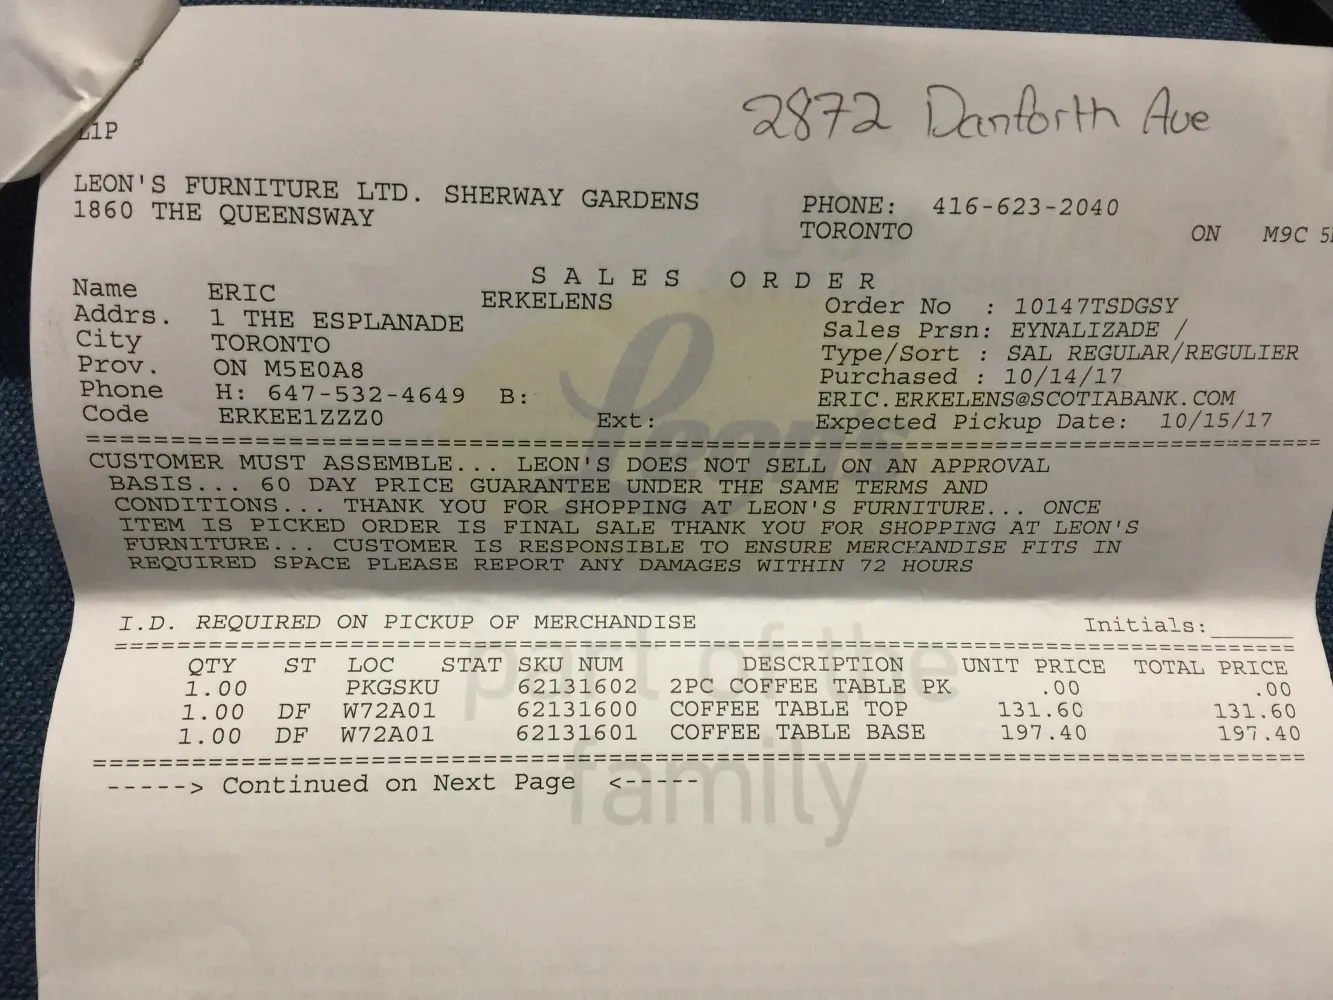 2872 Danforth Ave
L1P
LEON'S FURNITURE LTD. SHERWAY GARDENS PHONE: 416-623-2040
1860 THE QUEENSWAY TORONTO ON M9C
S A L E S O R D E R
Name ERIC ERKELENS Order No : 10147TSDGSY
Addrs. 1 THE ESPLANADE Sales Prsn: EYNALIZADE /
City TORONTO Type/Sort : SAL REGULAR/REGULIER
Prov. ON M5E0A8 Purchased : 10/14/17
Phone H: 647-532-4649 B: ERIC.ERKELENS@SCOTIABANK.COM
Code ERKEE1ZZZ0 Ext: Expected Pickup Date: 10/15/17
================================================================================
CUSTOMER MUST ASSEMBLE... LEON'S DOES NOT SELL ON AN APPROVAL
BASIS... 60 DAY PRICE GUARANTEE UNDER THE SAME TERMS AND
CONDITIONS... THANK YOU FOR SHOPPING AT LEON'S FURNITURE... ONCE
ITEM IS PICKED ORDER IS FINAL SALE THANK YOU FOR SHOPPING AT LEON'S
FURNITURE... CUSTOMER IS RESPONSIBLE TO ENSURE MERCHANDISE FITS IN
REQUIRED SPACE PLEASE REPORT ANY DAMAGES WITHIN 72 HOURS
I.D. REQUIRED ON PICKUP OF MERCHANDISE Initials:______
================================================================================
QTY ST LOC STAT SKU NUM DESCRIPTION UNIT PRICE TOTAL PRICE
1.00 PKGSKU 62131602 2PC COFFEE TABLE PK .00 .00
1.00 DF W72A01 62131600 COFFEE TABLE TOP 131.60 131.60
1.00 DF W72A01 62131601 COFFEE TABLE BASE 197.40 197.40
================================================================================
-----> Continued on Next Page <-----
Leon's
part of the
family